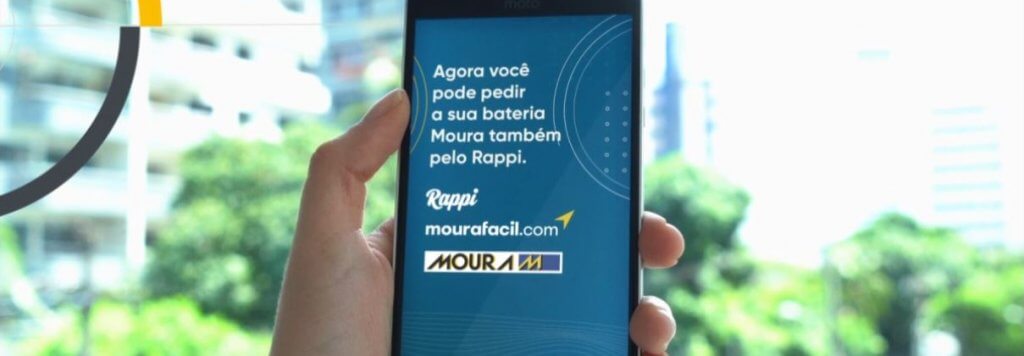 moto
Agora você
pode pedir
a sua bateria
Moura também
pelo Rappi.
Rappi
mourafacil.com
MOURA M